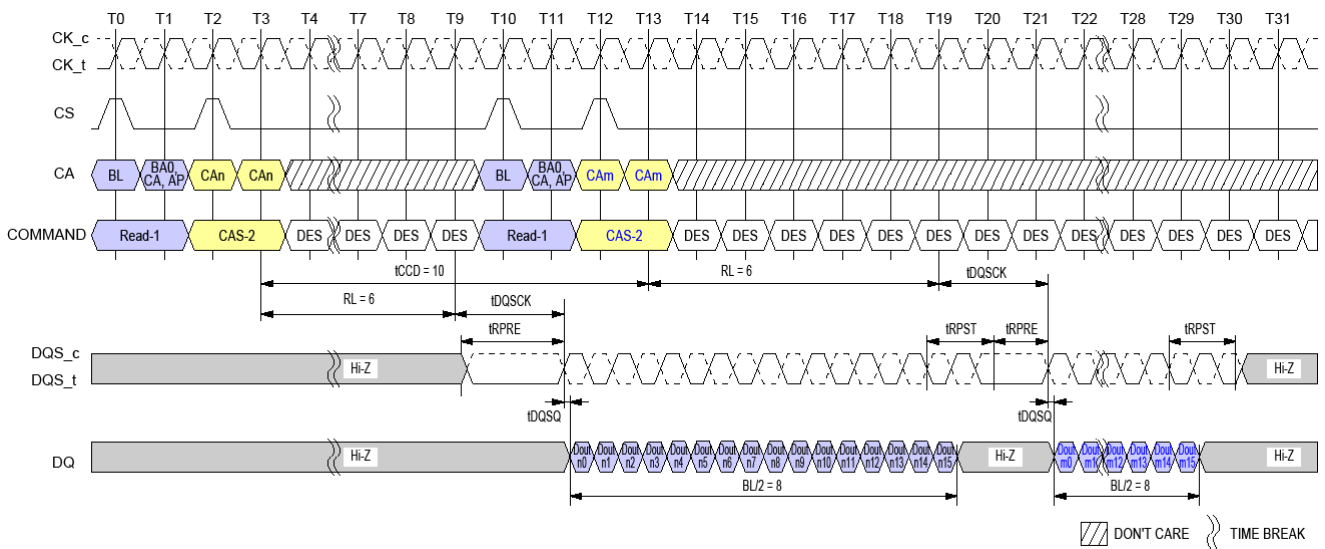 T0 T1 T2 T3 T4 T7 T8 T9 T10 T11 T12 T13 T14 T15 T16 T17 T18 T19 T20 T21 T22 T28 T29 T30 T31
CK_c
CK_t
CS
CA BL BA0, CA, AP CAn CAn BL BA0, CA, AP CAm CAm
COMMAND Read-1 CAS-2 DES DES DES DES Read-1 CAS-2 DES DES DES DES DES DES DES DES DES DES DES DES DES
tCCD = 10 RL = 6 tDQSCK
RL = 6 tDQSCK
tRPRE tRPST tRPRE tRPST
DQS_c
DQS_t
Hi-Z Hi-Z
tDQSQ tDQSQ
DQ Hi-Z Dout n0 Dout n1 Dout n2 Dout n3 Dout n4 Dout n5 Dout n6 Dout n7 Dout n8 Dout n9 Dout n10 Dout n11 Dout n12 Dout n13 Dout n14 Dout n15 Hi-Z Dout m0 Dout m1 Dout m12 Dout m13 Dout m14 Dout m15 Hi-Z
BL/2 = 8 BL/2 = 8
DON'T CARE TIME BREAK